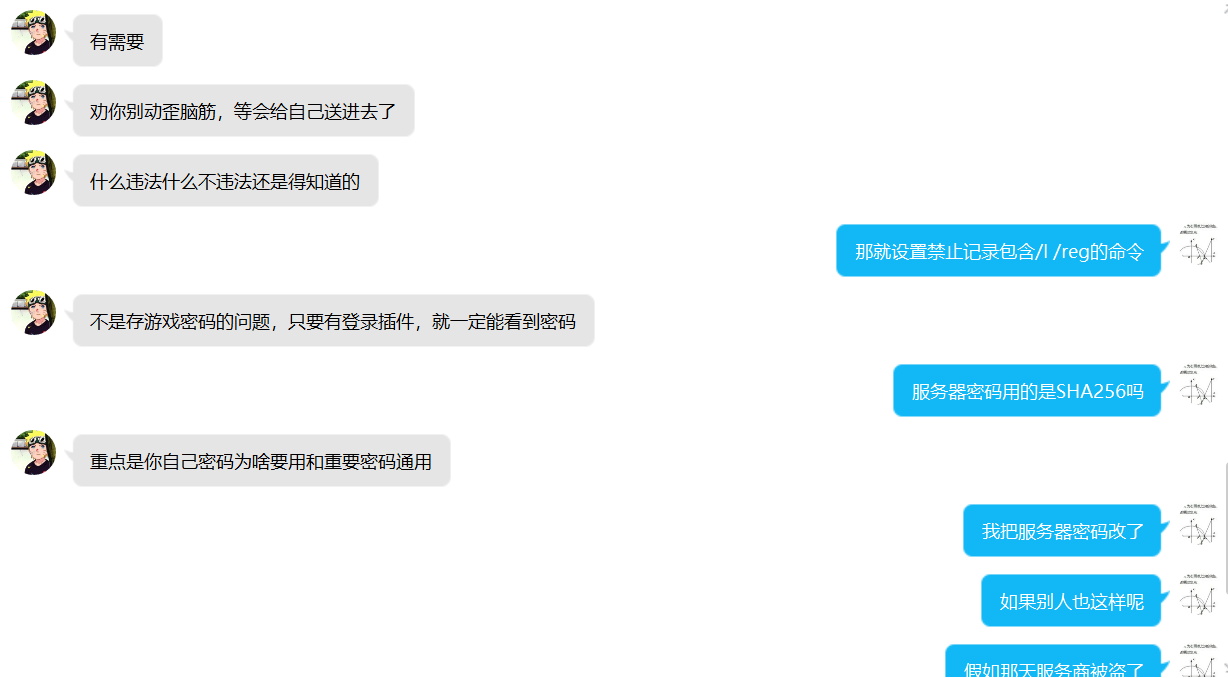 有需要
劝你别动歪脑筋，等会给自己送进去了
什么违法什么不违法还是得知道的
那就设置禁止记录包含/l /reg的命令
不是存游戏密码的问题，只要有登录插件，就一定能看到密码
服务器密码用的是SHA256吗
重点是你自己密码为啥要用和重要密码通用
我把服务器密码改了
如果别人也这样呢
假如那天服务商被盗了